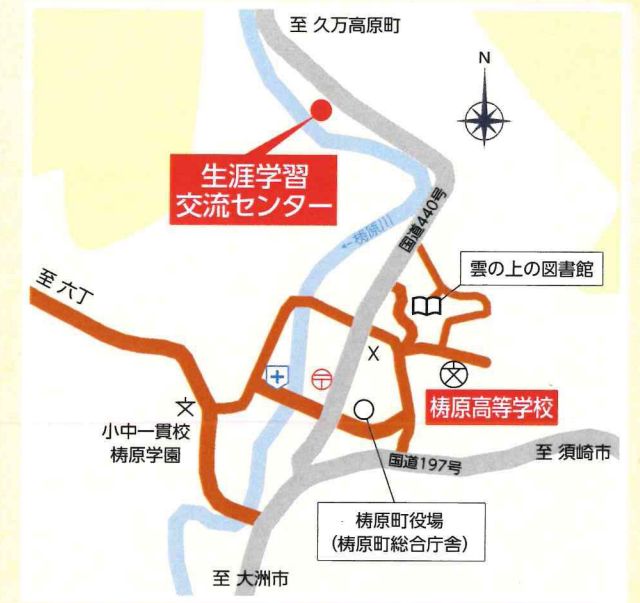 至 久万高原町
N
生涯学習
交流センター
国道440号
←梼原川
雲の上の図書館
至 六丁
X
梼原高等学校
小中一貫校
梼原学園
国道197号
至 須崎市
梼原町役場
(梼原町総合庁舎)
至 大洲市